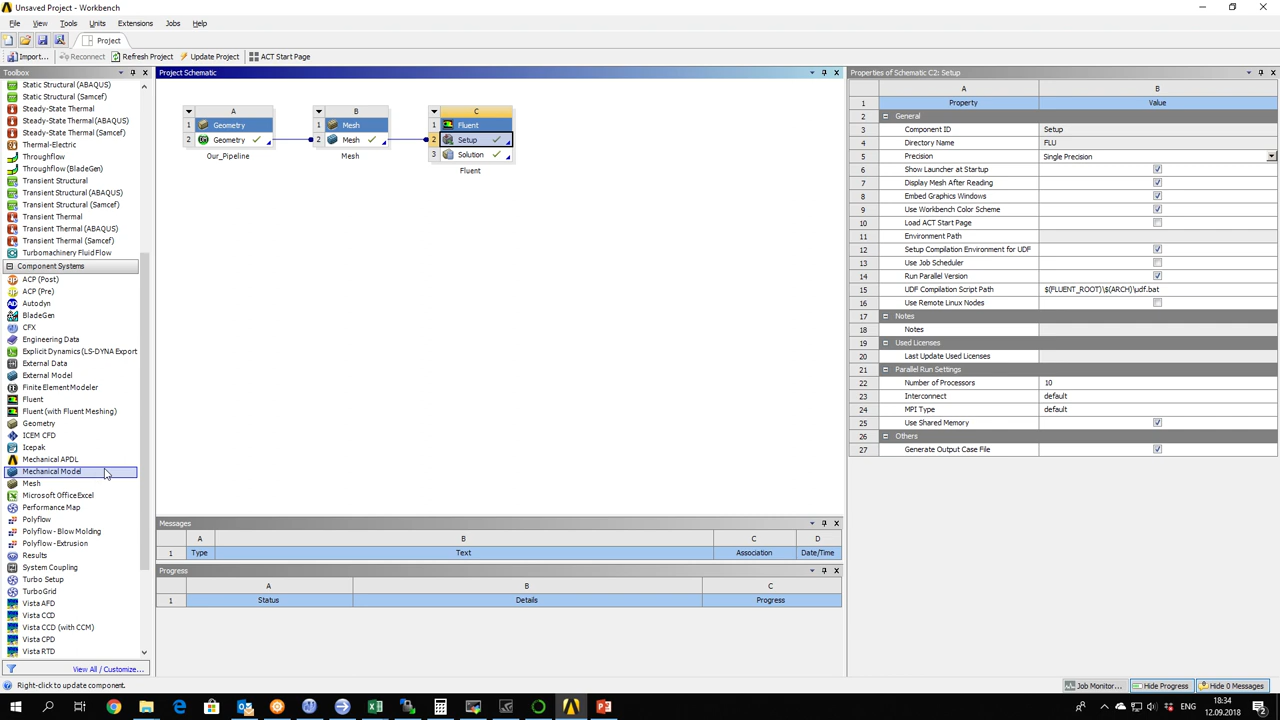 Unsaved Project - Workbench
File View Tools Units Extensions Jobs Help
Project
Import... Reconnect Refresh Project Update Project ACT Start Page
Toolbox
Static Structural (ABAQUS)
Static Structural (Samcef)
Steady-State Thermal
Steady-State Thermal (ABAQUS)
Steady-State Thermal (Samcef)
Thermal-Electric
Throughflow
Throughflow (BladeGen)
Transient Structural
Transient Structural (ABAQUS)
Transient Structural (Samcef)
Transient Thermal
Transient Thermal (ABAQUS)
Transient Thermal (Samcef)
Turbomachinery Fluid Flow
Component Systems
ACP (Post)
ACP (Pre)
Autodyn
BladeGen
CFX
Engineering Data
Explicit Dynamics (LS-DYNA Export
External Data
External Model
Finite Element Modeler
Fluent
Fluent (with Fluent Meshing)
Geometry
ICEM CFD
Icepak
Mechanical APDL
Mechanical Model
Mesh
Microsoft Office Excel
Performance Map
Polyflow
Polyflow - Blow Molding
Polyflow - Extrusion
Results
System Coupling
Turbo Setup
TurboGrid
Vista AFD
Vista CCD
Vista CCD (with CCM)
Vista CPD
Vista RTD
View All / Customize...
Project Schematic
A B C
1 Geometry 1 Mesh 1 Fluent
2 Geometry 2 Mesh 2 Setup
3 Solution
Our_Pipeline Mesh Fluent
Messages
A B C D
1 Type Text Association Date/Time
Progress
A B C
1 Status Details Progress
Properties of Schematic C2: Setup
A B
1 Property Value
2 General
3 Component ID Setup
4 Directory Name FLU
5 Precision Single Precision
6 Show Launcher at Startup
7 Display Mesh After Reading
8 Embed Graphics Windows
9 Use Workbench Color Scheme
10 Load ACT Start Page
11 Environment Path
12 Setup Compilation Environment for UDF
13 Use Job Scheduler
14 Run Parallel Version
15 UDF Compilation Script Path $(FLUENT_ROOT)\$(ARCH)\udf.bat
16 Use Remote Linux Nodes
17 Notes
18 Notes
19 Used Licenses
20 Last Update Used Licenses
21 Parallel Run Settings
22 Number of Processors 10
23 Interconnect default
24 MPI Type default
25 Use Shared Memory
26 Others
27 Generate Output Case File
Right-click to update component.
Job Monitor... Hide Progress Hide 0 Messages
18:34
12.09.2018